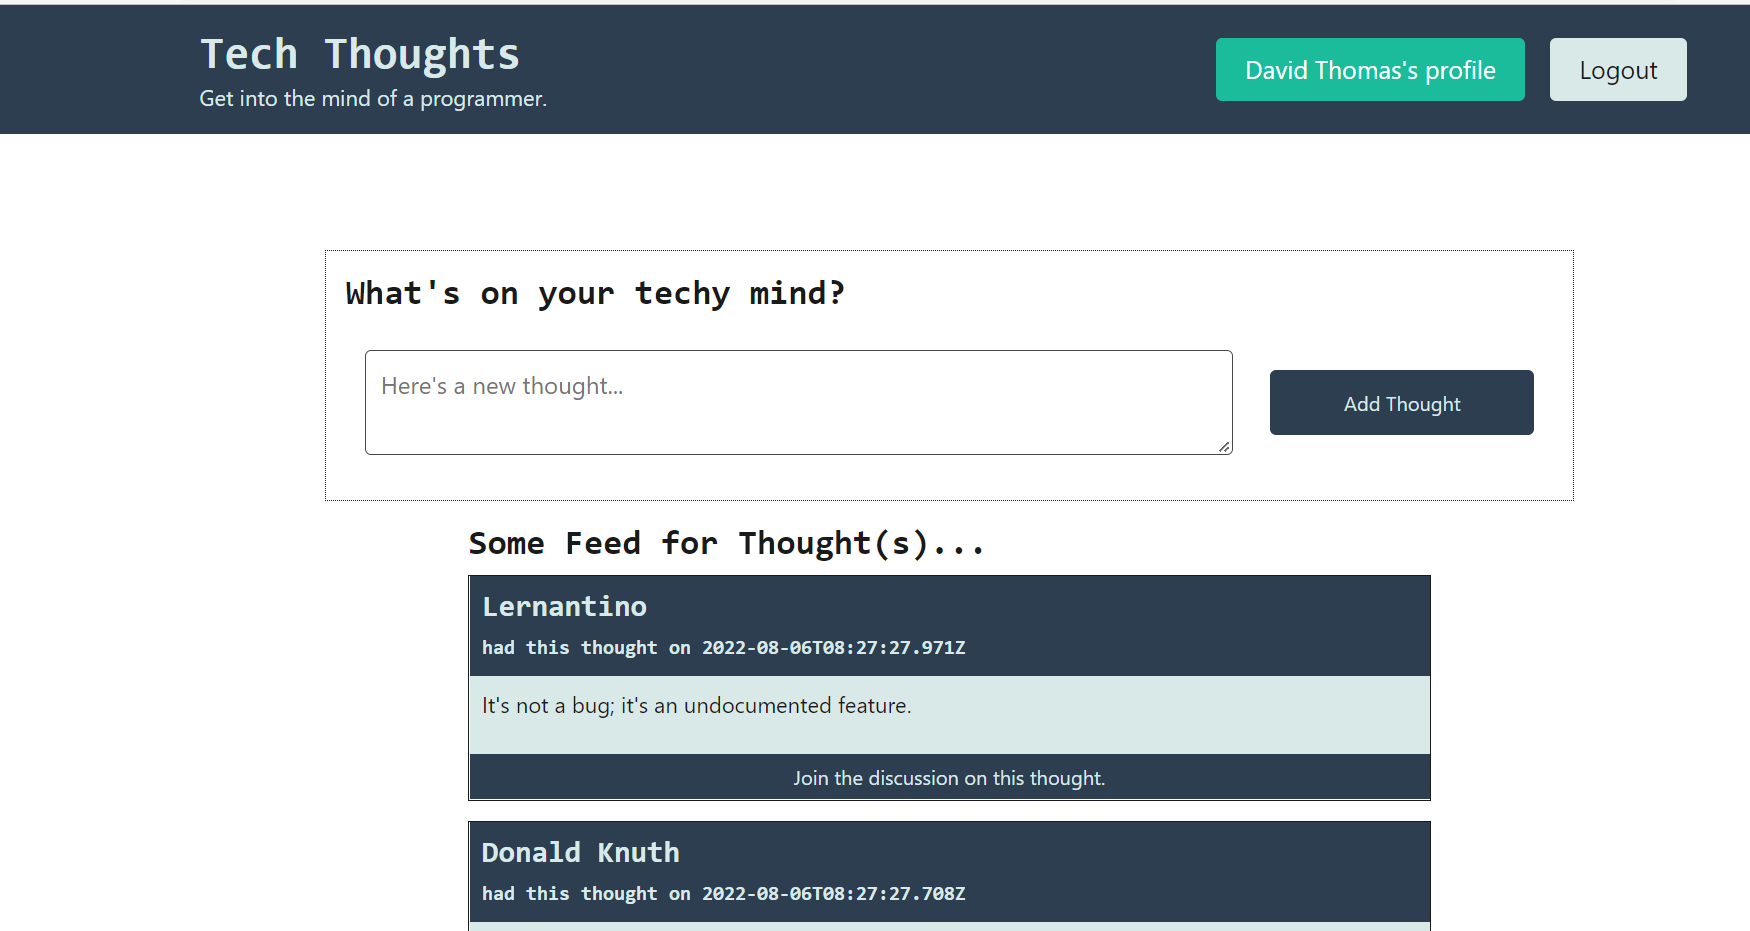 Tech Thoughts
Get into the mind of a programmer.
David Thomas's profile
Logout
What's on your techy mind?
Here's a new thought...
Add Thought
Some Feed for Thought(s)...
Lernantino
had this thought on 2022-08-06T08:27:27.971Z
It's not a bug; it's an undocumented feature.
Join the discussion on this thought.
Donald Knuth
had this thought on 2022-08-06T08:27:27.708Z